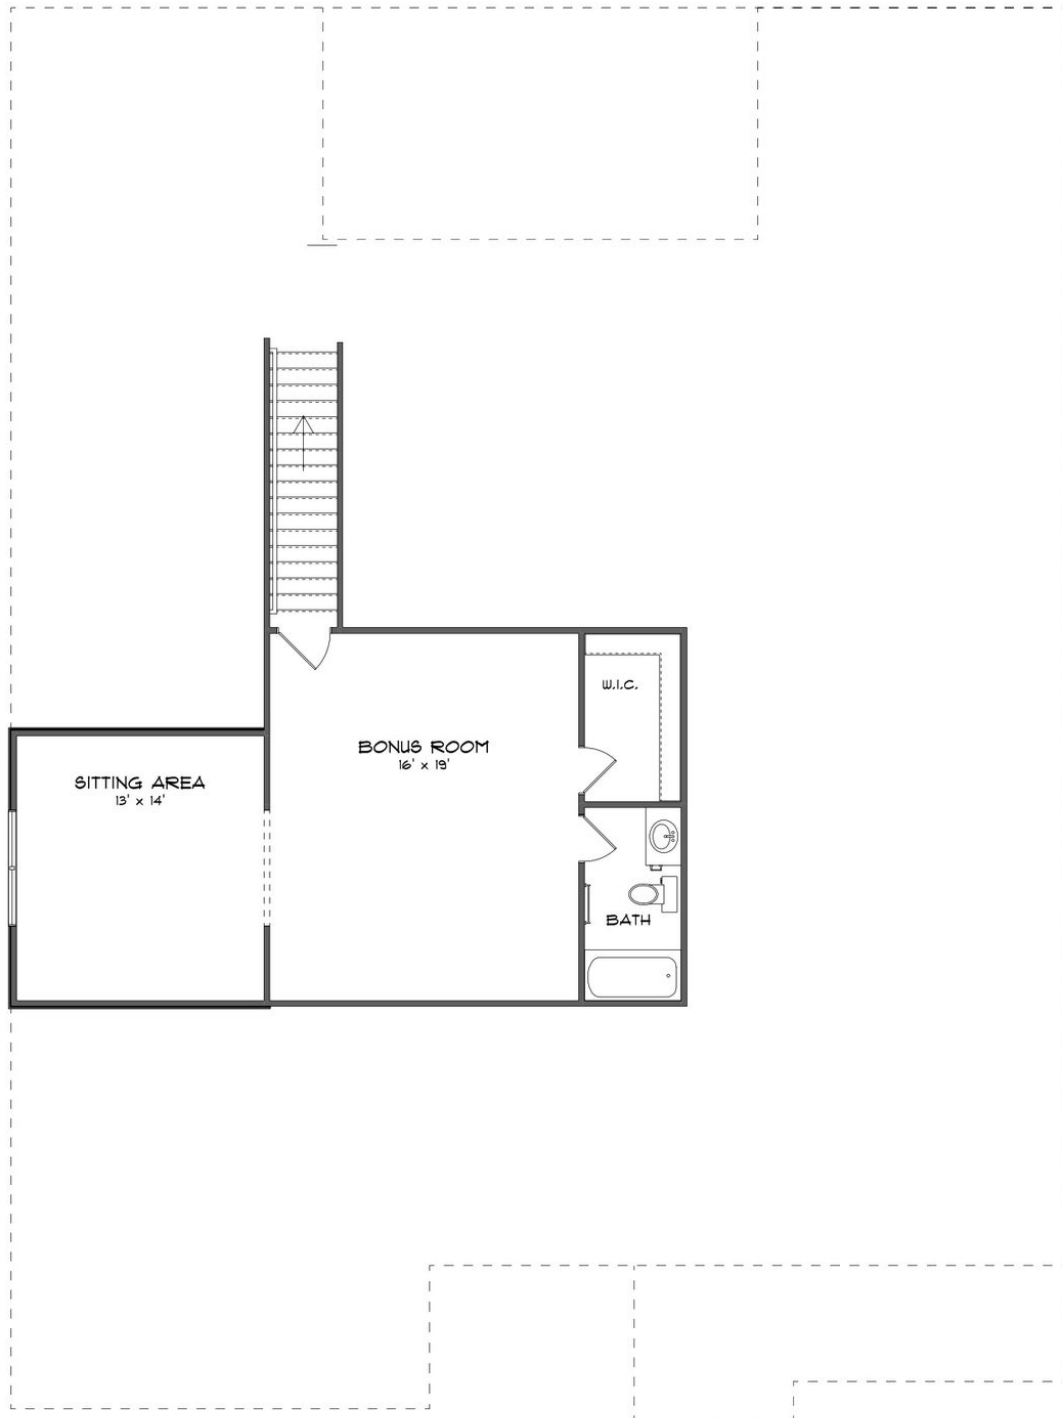 W.I.C.
BONUS ROOM
16' x 19'
SITTING AREA
13' x 14'
BATH